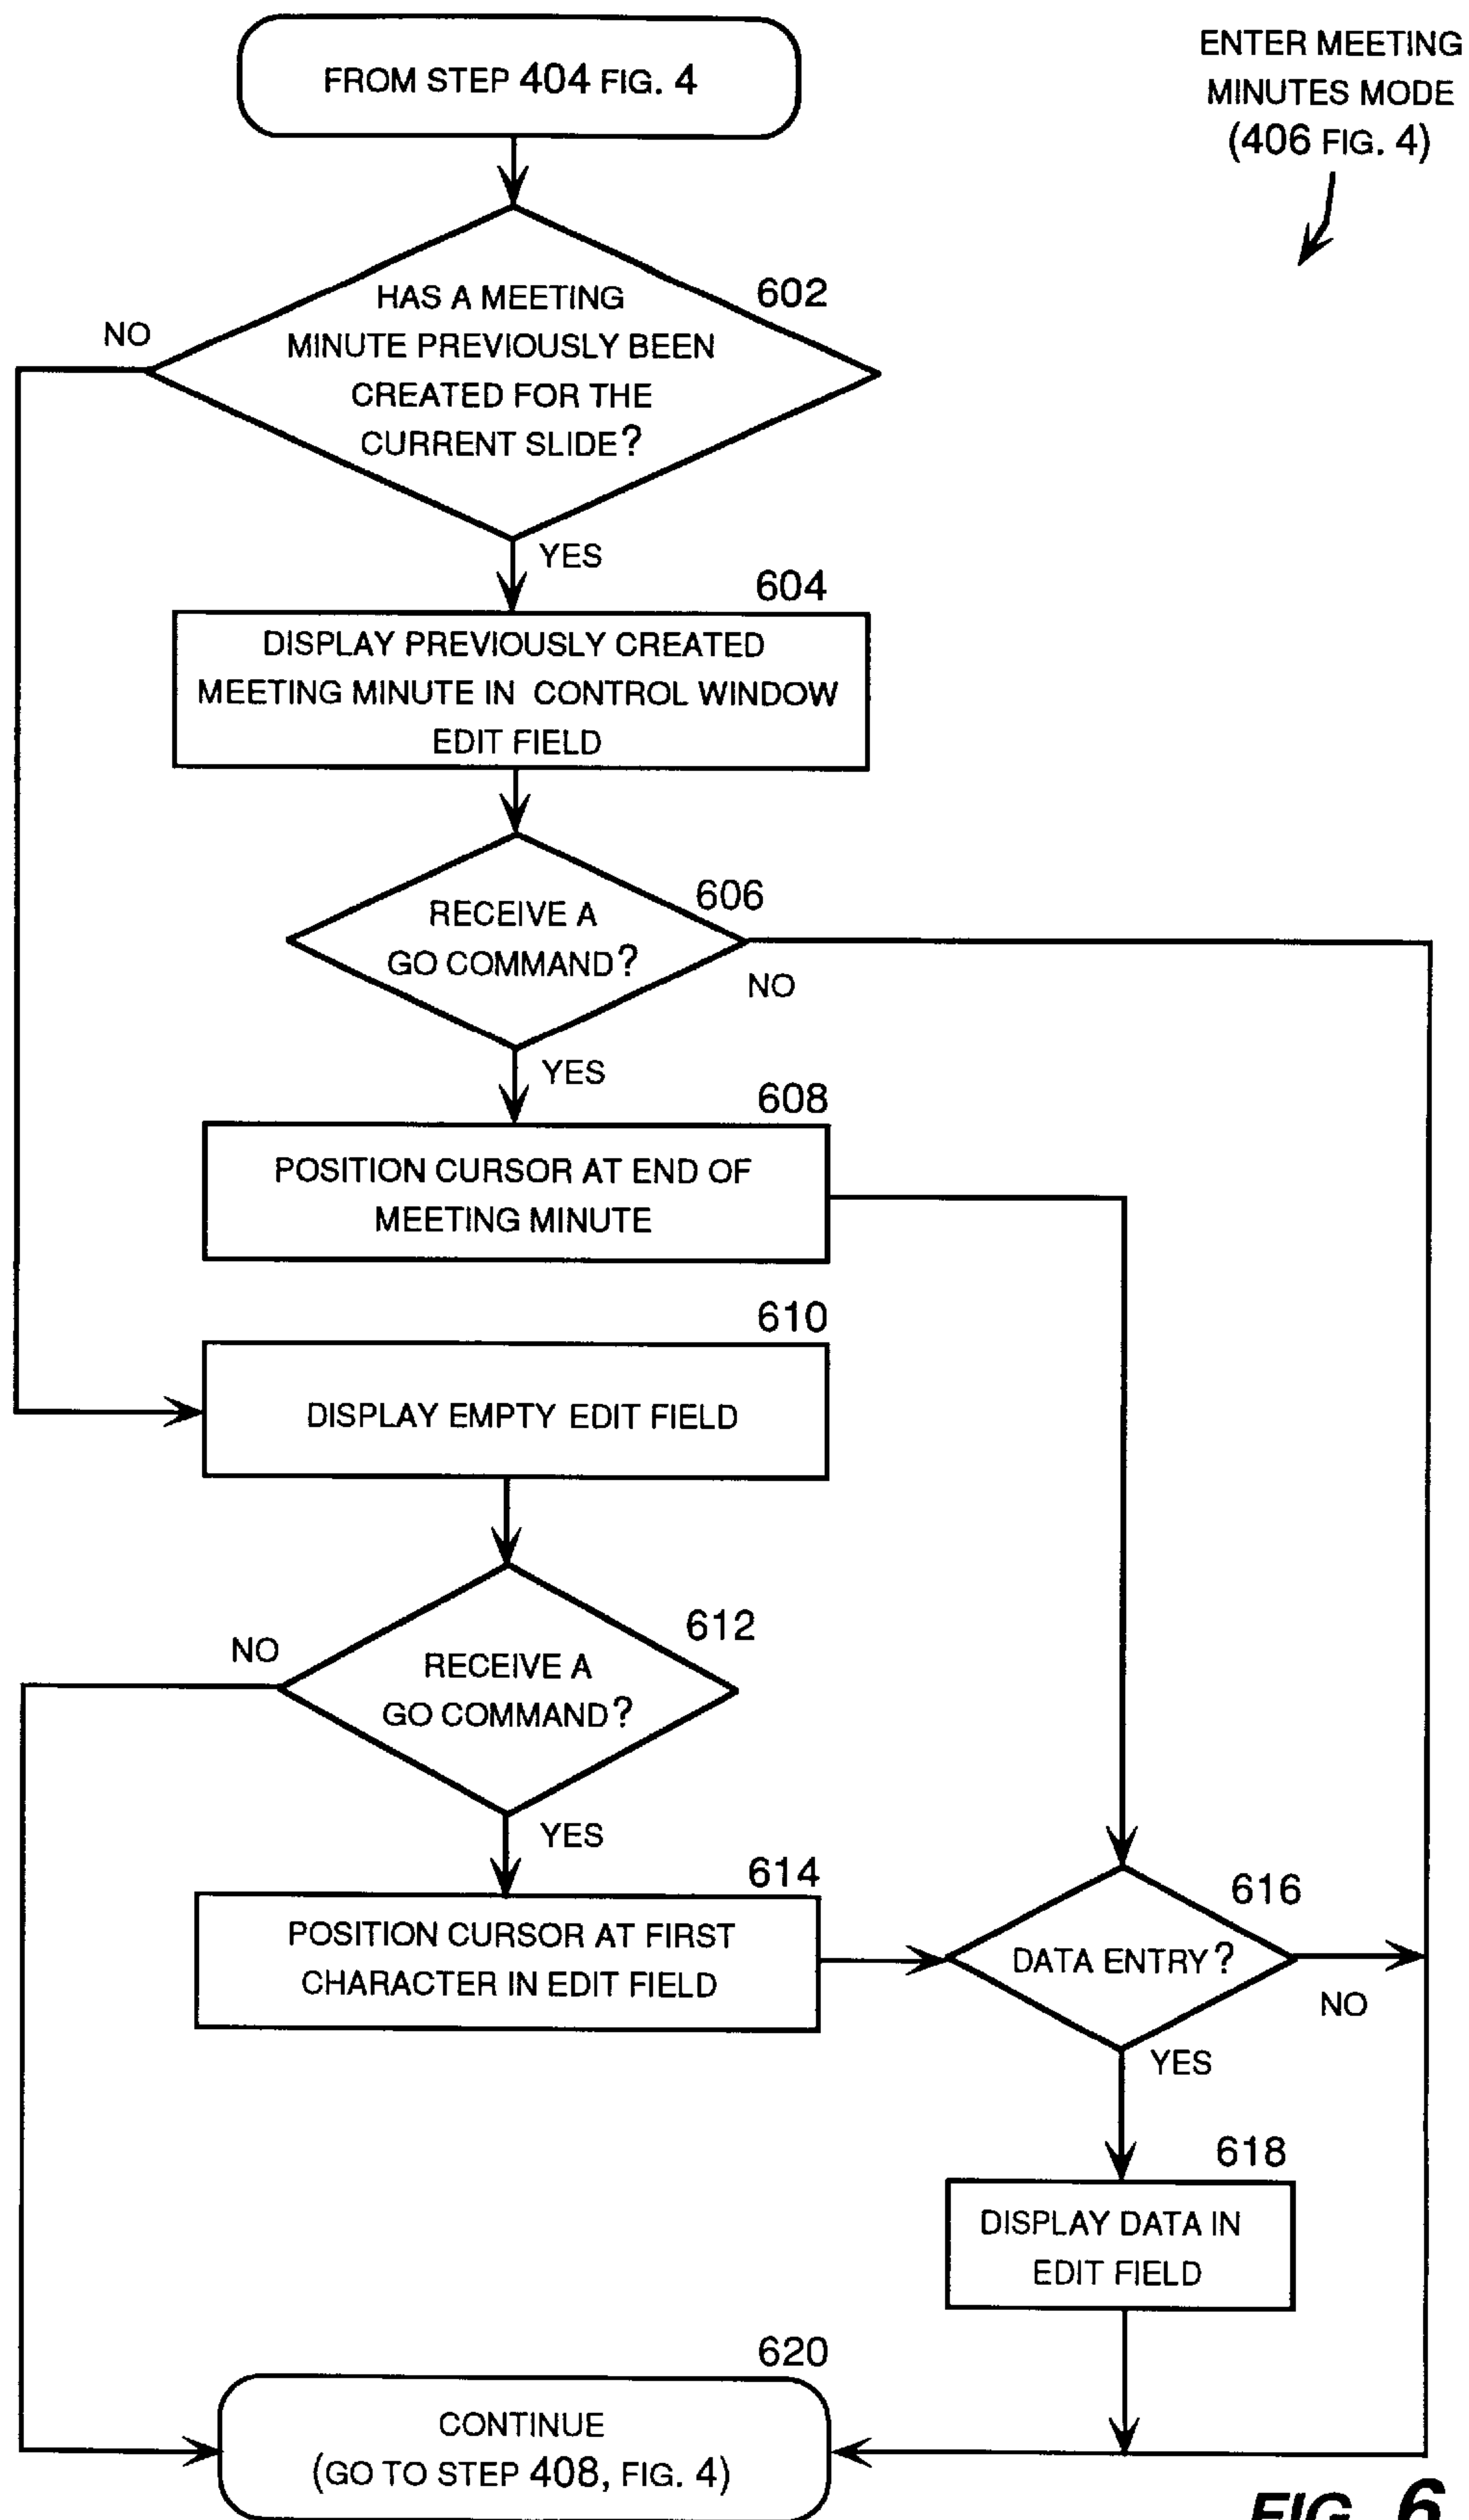 FROM STEP 404 FIG. 4
ENTER MEETING
MINUTES MODE
(406 FIG. 4)
602
HAS A MEETING
MINUTE PREVIOUSLY BEEN
CREATED FOR THE
CURRENT SLIDE?
NO
YES
604
DISPLAY PREVIOUSLY CREATED
MEETING MINUTE IN CONTROL WINDOW
EDIT FIELD
606
RECEIVE A
GO COMMAND?
NO
YES
608
POSITION CURSOR AT END OF
MEETING MINUTE
610
DISPLAY EMPTY EDIT FIELD
612
NO
RECEIVE A
GO COMMAND?
YES
614
POSITION CURSOR AT FIRST
CHARACTER IN EDIT FIELD
616
DATA ENTRY?
NO
YES
618
DISPLAY DATA IN
EDIT FIELD
620
CONTINUE
(GO TO STEP 408, FIG. 4)
FIG. 6